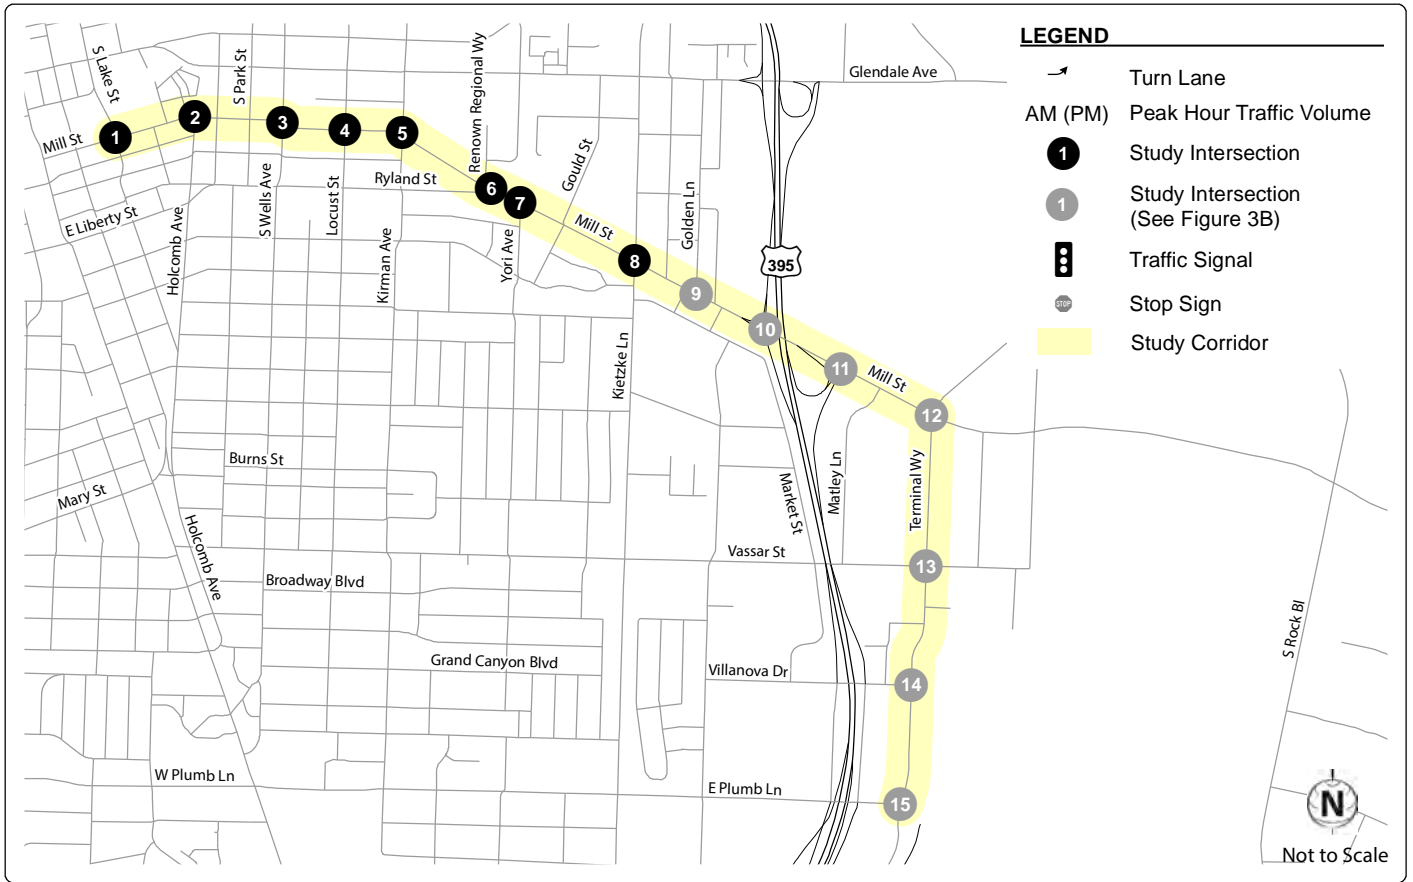 LEGEND
Turn Lane
AM (PM) Peak Hour Traffic Volume
1 Study Intersection
1 Study Intersection
(See Figure 3B)
Traffic Signal
STOP Stop Sign
Study Corridor
Glendale Ave
S Lake St
S Park St
Renown Regional Wy
Mill St
1
2
3
4
5
6
7
8
9
10
11
12
13
14
15
Gould St
Ryland St
Golden Ln
Mill St
E Liberty St
Holcomb Ave
S Wells Ave
Locust St
Kirman Ave
Yori Ave
395
Kietzke Ln
Mill St
Burns St
Mary St
Market St
Matley Ln
Terminal Wy
Holcomb Ave
Vassar St
Broadway Blvd
S Rock Bl
Grand Canyon Blvd
Villanova Dr
W Plumb Ln
E Plumb Ln
N
Not to Scale